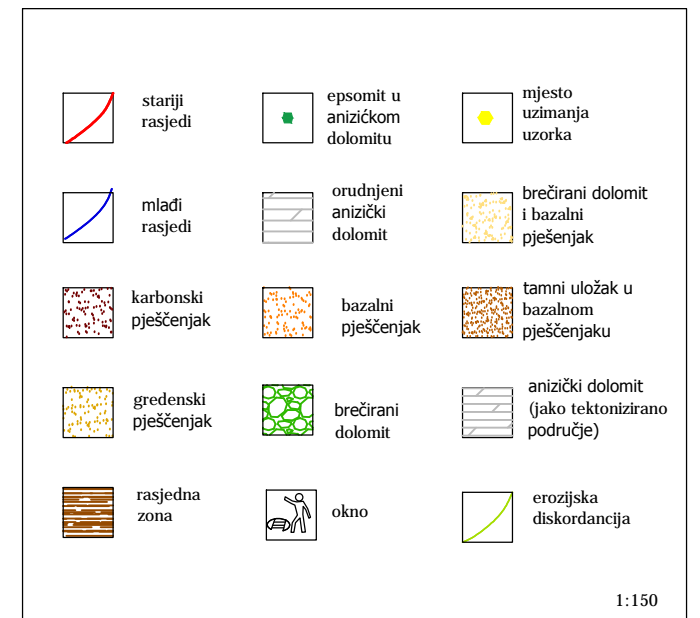 stariji
rasjedi
epsomit u
anizićkom
dolomitu
mjesto
uzimanja
uzorka
mlađi
rasjedi
orudnjeni
anizički
dolomit
brečirani dolomit
i bazalni
pješenjak
karbonski
pješčenjak
bazalni
pješčenjak
tamni uložak u
bazalnom
pješčenjaku
gredenski
pješčenjak
brečirani
dolomit
anizički dolomit
(jako tektonizirano
područje)
rasjedna
zona
okno
erozijska
diskordancija
1:150